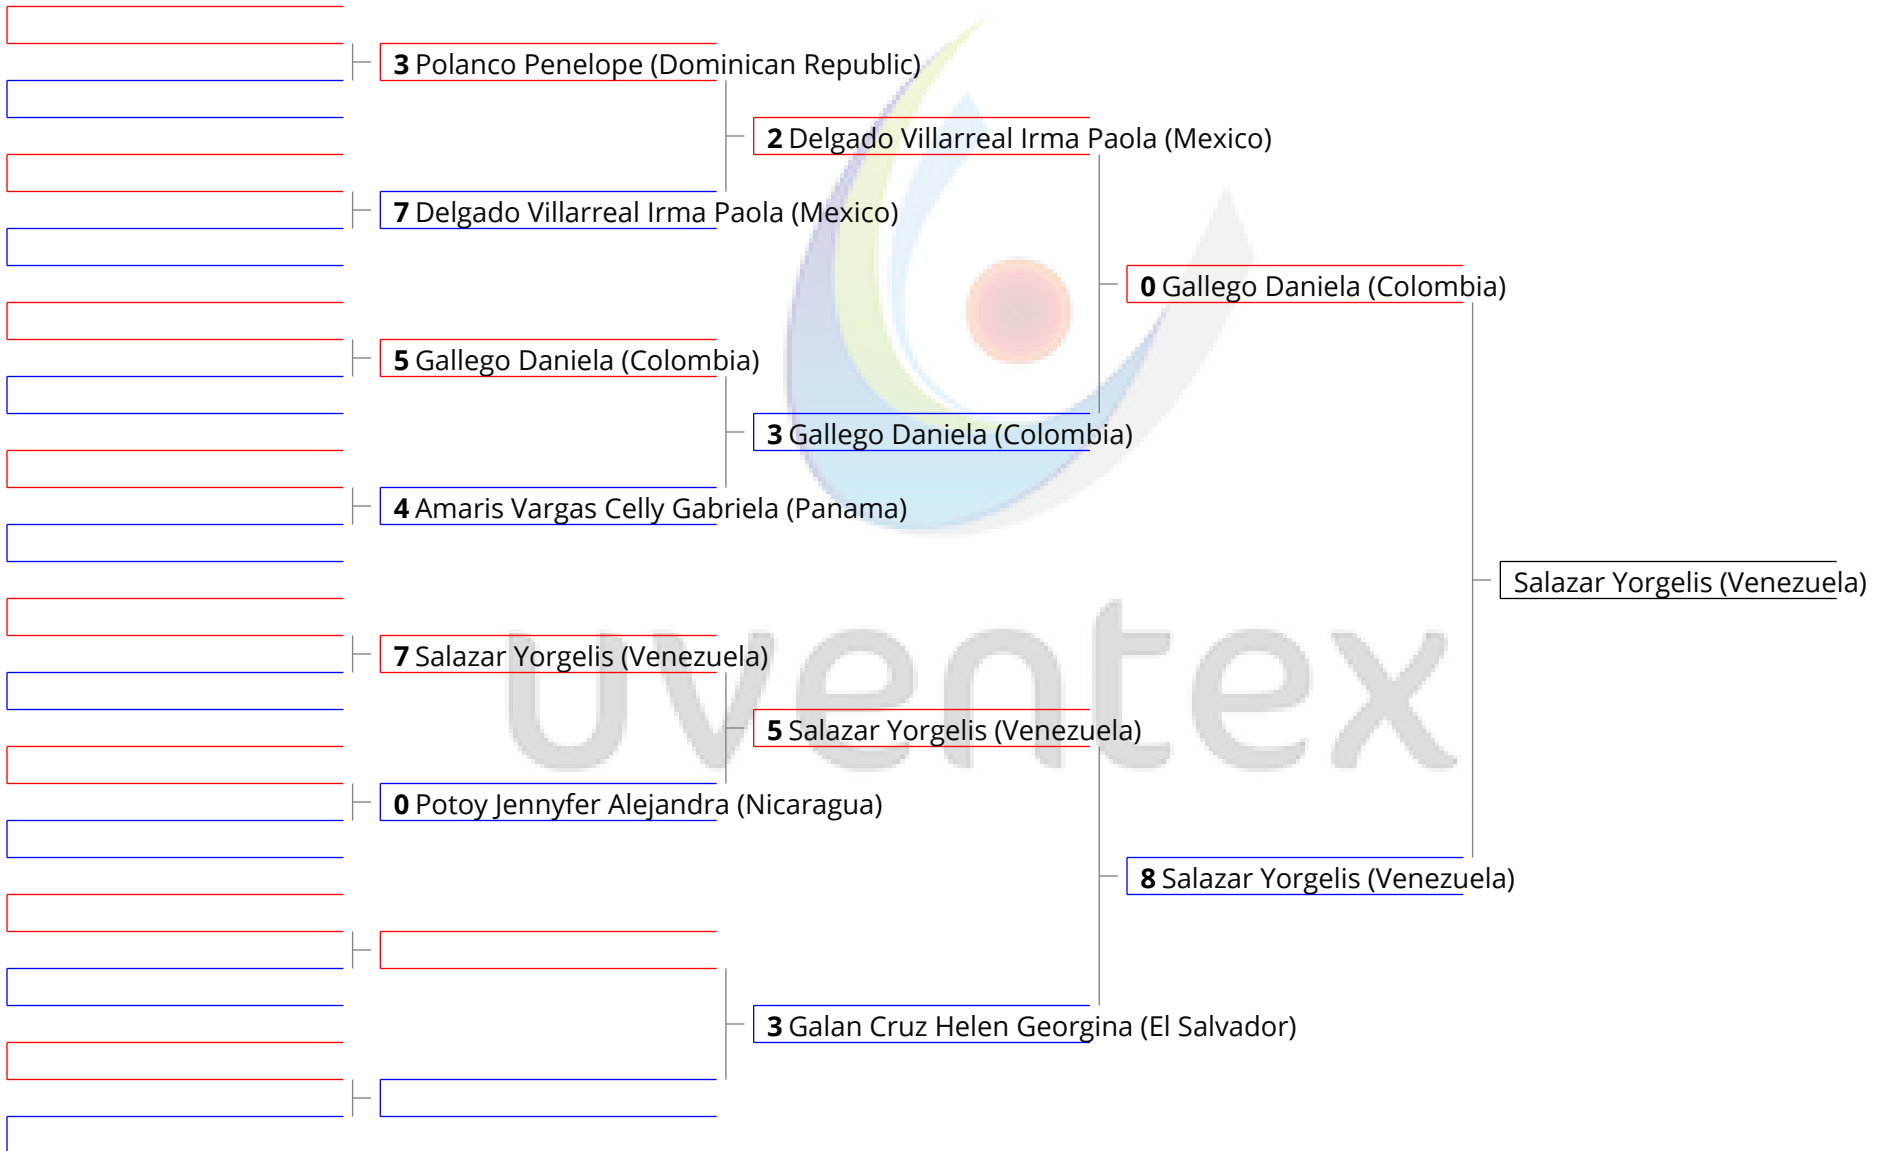 3 Polanco Penelope (Dominican Republic)
2 Delgado Villarreal Irma Paola (Mexico)
7 Delgado Villarreal Irma Paola (Mexico)
0 Gallego Daniela (Colombia)
5 Gallego Daniela (Colombia)
3 Gallego Daniela (Colombia)
4 Amaris Vargas Celly Gabriela (Panama)
Salazar Yorgelis (Venezuela)
uventex
7 Salazar Yorgelis (Venezuela)
5 Salazar Yorgelis (Venezuela)
0 Potoy Jennyfer Alejandra (Nicaragua)
8 Salazar Yorgelis (Venezuela)
3 Galan Cruz Helen Georgina (El Salvador)